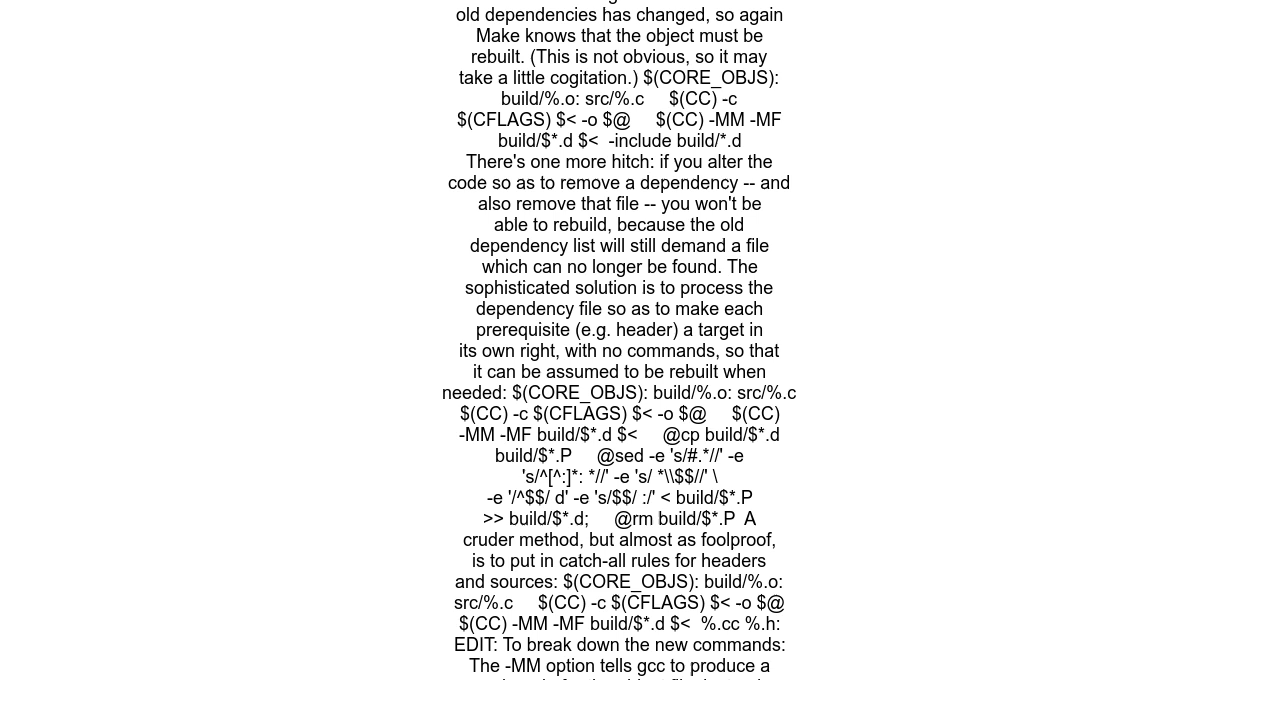 old dependencies has changed, so again
Make knows that the object must be
rebuilt. (This is not obvious, so it may
take a little cogitation.) $(CORE_OBJS):
build/%.o: src/%.c     $(CC) -c
$(CFLAGS) $< -o $@     $(CC) -MM -MF
build/$*.d $<  -include build/*.d
There's one more hitch: if you alter the
code so as to remove a dependency -- and
also remove that file -- you won't be
able to rebuild, because the old
dependency list will still demand a file
which can no longer be found. The
sophisticated solution is to process the
dependency file so as to make each
prerequisite (e.g. header) a target in
its own right, with no commands, so that
it can be assumed to be rebuilt when
needed: $(CORE_OBJS): build/%.o: src/%.c
$(CC) -c $(CFLAGS) $< -o $@     $(CC)
-MM -MF build/$*.d $<     @cp build/$*.d
build/$*.P     @sed -e 's/#.*//' -e
's/^[^:]*: *//' -e 's/ *\\$$//' \
-e '/^$$/ d' -e 's/$$/ :/' < build/$*.P
>> build/$*.d;     @rm build/$*.P  A
cruder method, but almost as foolproof,
is to put in catch-all rules for headers
and sources: $(CORE_OBJS): build/%.o:
src/%.c     $(CC) -c $(CFLAGS) $< -o $@
$(CC) -MM -MF build/$*.d $<  %.cc %.h:
EDIT: To break down the new commands:
The -MM option tells gcc to produce a